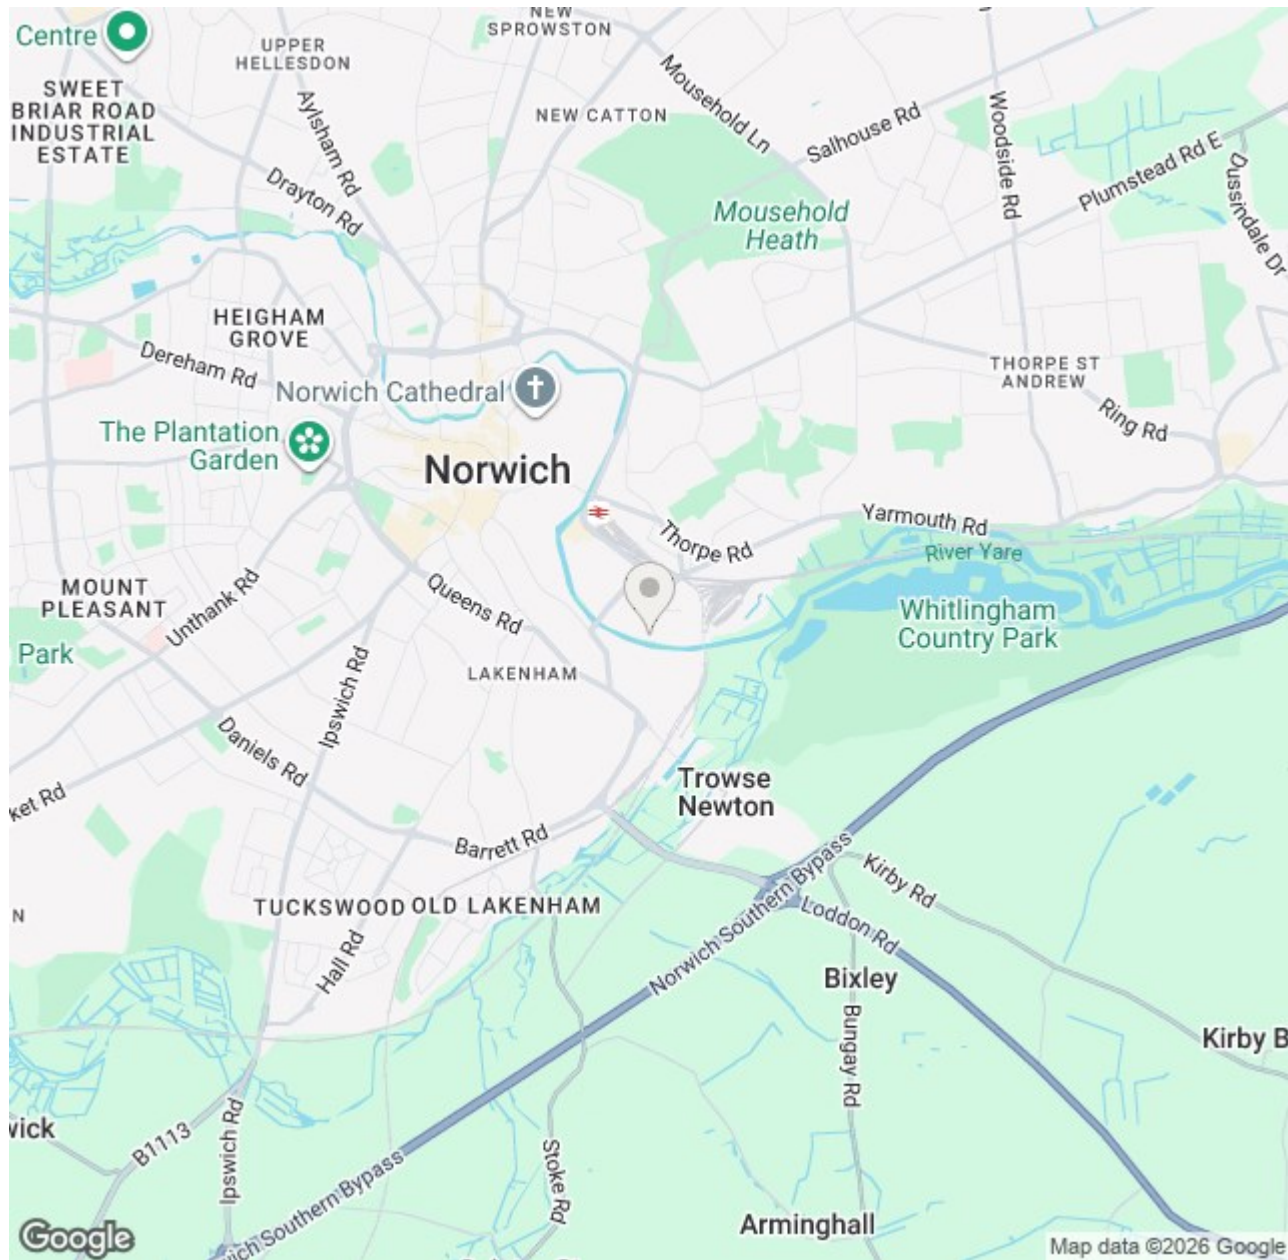 Centre
UPPER
HELLESDON
NEW
SPROWSTON
SWEET
BRIAR ROAD
INDUSTRIAL
ESTATE
Aylsham Rd
NEW CATTON
Mousehold Ln
Salhouse Rd
Woodside Rd
Plumstead Rd E
Dussindale Dr
Drayton Rd
Mousehold
Heath
HEIGHAM
GROVE
Dereham Rd
Norwich Cathedral
THORPE ST
ANDREW
Ring Rd
The Plantation
Garden
Norwich
Thorpe Rd
Yarmouth Rd
River Yare
MOUNT
PLEASANT
Unthank Rd
Queens Rd
Whitlingham
Country Park
Park
LAKENHAM
Ipswich Rd
Daniels Rd
Trowse
Newton
ket Rd
Barrett Rd
Kirby Rd
N
TUCKSWOOD
OLD LAKENHAM
Loddon Rd
Hall Rd
Norwich Southern Bypass
Bixley
Bungay Rd
Kirby B
wick
B1113
Ipswich Rd
Stoke Rd
wich Southern Bypass
Arminghall
Google
Map data ©2026 Google